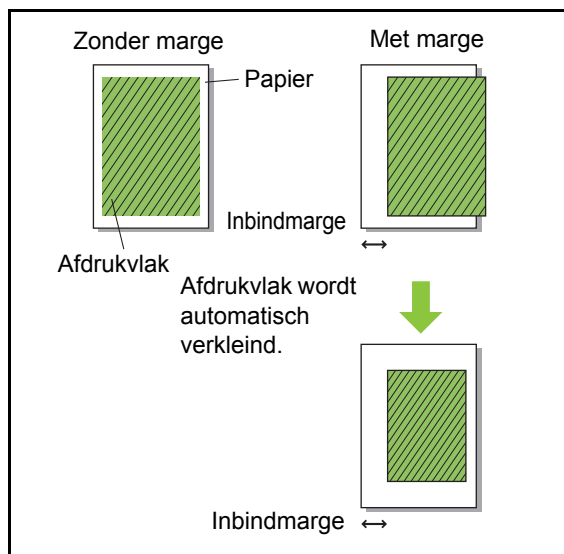 Zonder marge
Met marge
Papier
Inbindmarge
Afdrukvlak
Afdrukvlak wordt
automatisch
verkleind.
Inbindmarge